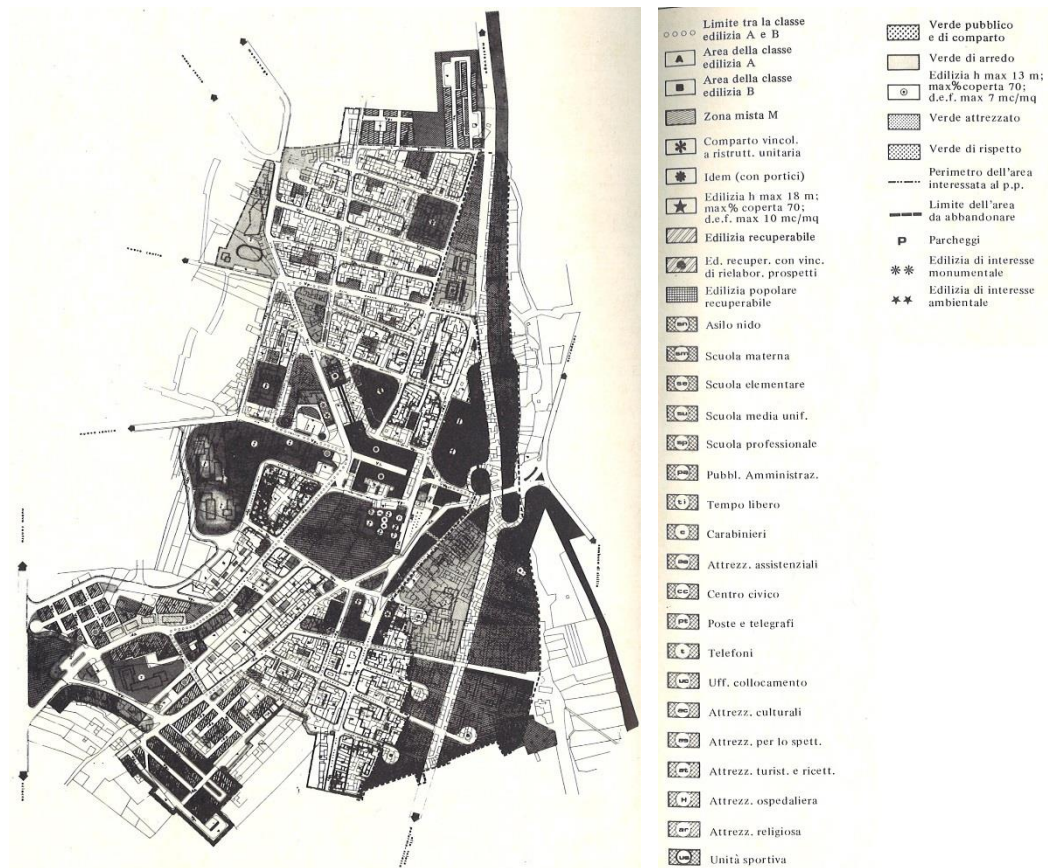 Limite tra la classe
edilizia A e B
A
Area della classe
edilizia A
Area della classe
edilizia B
Zona mista M
Comparto vincol.
a ristrutt. unitaria
Idem (con portici)
Edilizia h max 18 m;
max% coperta 70;
d.e.f. max 10 mc/mq
Edilizia recuperabile
Ed. recuper. con vinc.
di rielabor. prospetti
Edilizia popolare
recuperabile
Asilo nido
Scuola materna
Scuola elementare
Scuola media unif.
Scuola professionale
Pubbl. Amministraz.
ti Tempo libero
c Carabinieri
Attrezz. assistenziali
cc Centro civico
pt Poste e telegrafi
t Telefoni
uc Uff. collocamento
Attrezz. culturali
Attrezz. per lo spett.
Attrezz. turist. e ricett.
H Attrezz. ospedaliera
ar Attrezz. religiosa
Unità sportiva
Verde pubblico
e di comparto
Verde di arredo
Edilizia h max 13 m;
max%coperta 70;
d.e.f. max 7 mc/mq
Verde attrezzato
Verde di rispetto
Perimetro dell'area
interessata al p.p.
Limite dell'area
da abbandonare
P Parcheggi
Edilizia di interesse
monumentale
Edilizia di interesse
ambientale